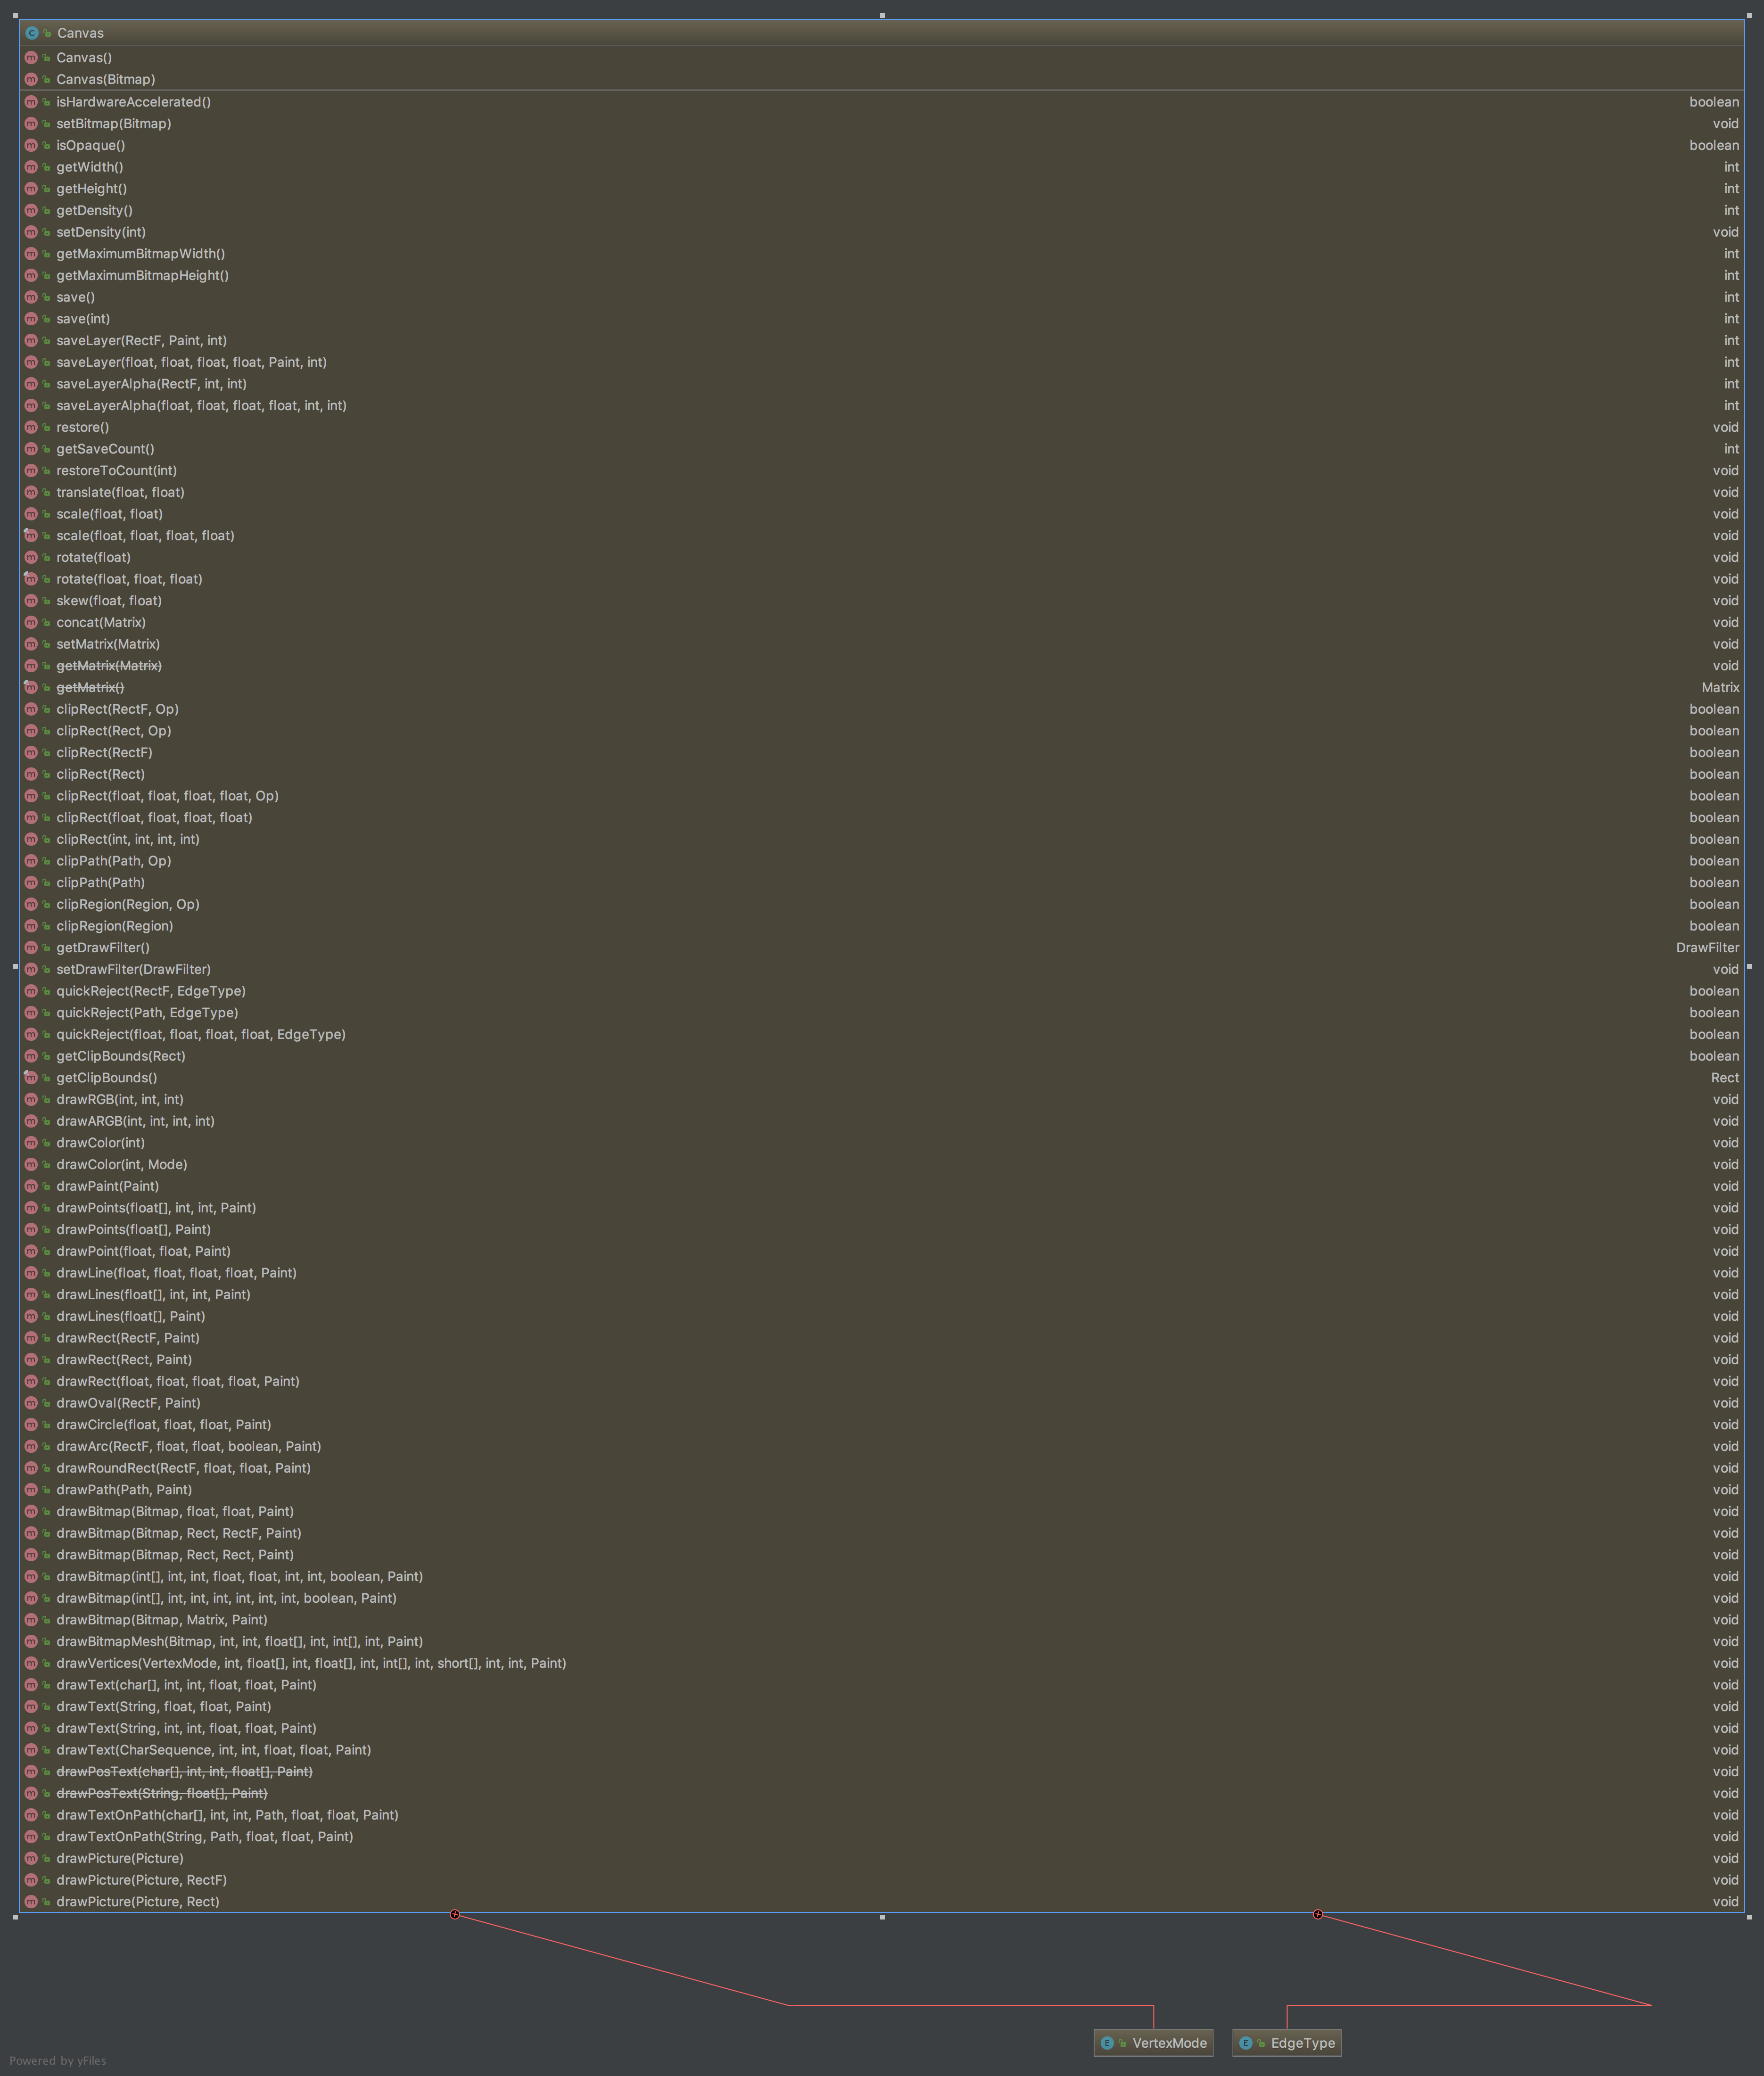 Canvas
Canvas()
Canvas(Bitmap)
isHardwareAccelerated() boolean
setBitmap(Bitmap) void
isOpaque() boolean
getWidth() int
getHeight() int
getDensity() int
setDensity(int) void
getMaximumBitmapWidth() int
getMaximumBitmapHeight() int
save() int
save(int) int
saveLayer(RectF, Paint, int) int
saveLayer(float, float, float, float, Paint, int) int
saveLayerAlpha(RectF, int, int) int
saveLayerAlpha(float, float, float, float, int, int) int
restore() void
getSaveCount() int
restoreToCount(int) void
translate(float, float) void
scale(float, float) void
scale(float, float, float, float) void
rotate(float) void
rotate(float, float, float) void
skew(float, float) void
concat(Matrix) void
setMatrix(Matrix) void
getMatrix(Matrix) void
getMatrix() Matrix
clipRect(RectF, Op) boolean
clipRect(Rect, Op) boolean
clipRect(RectF) boolean
clipRect(Rect) boolean
clipRect(float, float, float, float, Op) boolean
clipRect(float, float, float, float) boolean
clipRect(int, int, int, int) boolean
clipPath(Path, Op) boolean
clipPath(Path) boolean
clipRegion(Region, Op) boolean
clipRegion(Region) boolean
getDrawFilter() DrawFilter
setDrawFilter(DrawFilter) void
quickReject(RectF, EdgeType) boolean
quickReject(Path, EdgeType) boolean
quickReject(float, float, float, float, EdgeType) boolean
getClipBounds(Rect) boolean
getClipBounds() Rect
drawRGB(int, int, int) void
drawARGB(int, int, int, int) void
drawColor(int) void
drawColor(int, Mode) void
drawPaint(Paint) void
drawPoints(float[], int, int, Paint) void
drawPoints(float[], Paint) void
drawPoint(float, float, Paint) void
drawLine(float, float, float, float, Paint) void
drawLines(float[], int, int, Paint) void
drawLines(float[], Paint) void
drawRect(RectF, Paint) void
drawRect(Rect, Paint) void
drawRect(float, float, float, float, Paint) void
drawOval(RectF, Paint) void
drawCircle(float, float, float, Paint) void
drawArc(RectF, float, float, boolean, Paint) void
drawRoundRect(RectF, float, float, Paint) void
drawPath(Path, Paint) void
drawBitmap(Bitmap, float, float, Paint) void
drawBitmap(Bitmap, Rect, RectF, Paint) void
drawBitmap(Bitmap, Rect, Rect, Paint) void
drawBitmap(int[], int, int, float, float, int, int, boolean, Paint) void
drawBitmap(int[], int, int, int, int, int, int, boolean, Paint) void
drawBitmap(Bitmap, Matrix, Paint) void
drawBitmapMesh(Bitmap, int, int, float[], int, int[], int, Paint) void
drawVertices(VertexMode, int, float[], int, float[], int, int[], int, short[], int, int, Paint) void
drawText(char[], int, int, float, float, Paint) void
drawText(String, float, float, Paint) void
drawText(String, int, int, float, float, Paint) void
drawText(CharSequence, int, int, float, float, Paint) void
drawPosText(char[], int, int, float[], Paint) void
drawPosText(String, float[], Paint) void
drawTextOnPath(char[], int, int, Path, float, float, Paint) void
drawTextOnPath(String, Path, float, float, Paint) void
drawPicture(Picture) void
drawPicture(Picture, RectF) void
drawPicture(Picture, Rect) void
VertexMode EdgeType
Powered by yFiles